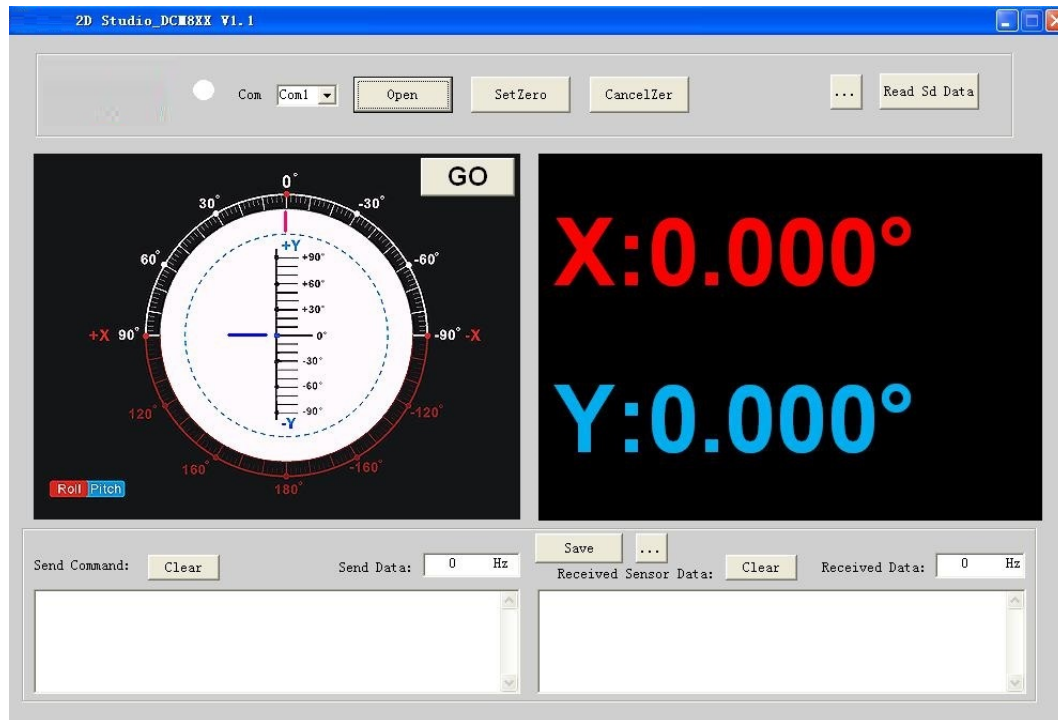 2D Studio_DCM8XX V1.1
Com Com1 Open SetZero CancelZer ... Read Sd Data
GO
0°
30° -30°
60° -60°
+X 90° -90° -X
120° -120°
160° -160°
180°
+Y
+90°
+60°
+30°
0°
-30°
-60°
-90°
-Y
Roll Pitch
X:0.000°
Y:0.000°
Save ...
Send Command: Clear Send Data: 0 Hz
Received Sensor Data: Clear Received Data: 0 Hz